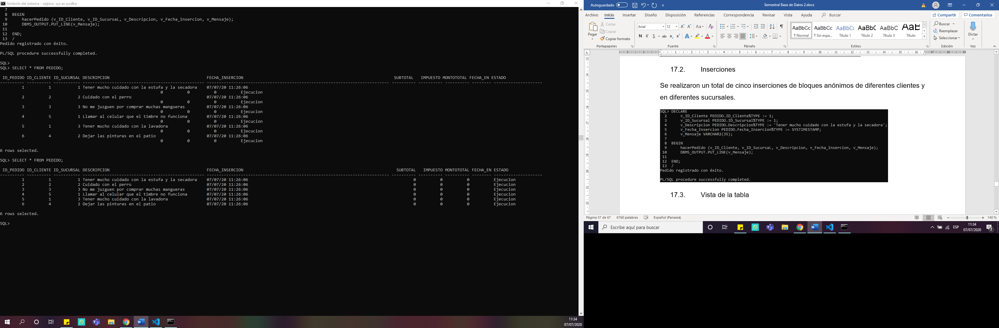 Símbolo del sistema - sqlplus sys as sysdba
7
8 BEGIN
9 hacerPedido (v_ID_Cliente, v_ID_SucursaL, v_Descripcion, v_Fecha_Insercion, v_Mensaje);
10 DBMS_OUTPUT.PUT_LINE(v_Mensaje);
11
12 END;
13 /
Pedido registrado con éxito.
PL/SQL procedure successfully completed.
SQL>
SQL> SELECT * FROM PEDIDO;
ID_PEDIDO ID_CLIENTE ID_SUCURSAL DESCRIPCION FECHA_INSERCION SUBTOTAL IMPUESTO MONTOTOTAL FECHA_EN ESTADO
1 1 1 Tener mucho cuidado con la estufa y la secadora 07/07/20 11:26:06
0 0 0 Ejecucion
2 2 2 Cuidado con el perro 07/07/20 11:26:06
0 0 0 Ejecucion
3 3 3 No me juzguen por comprar muchas mangueras 07/07/20 11:26:06
0 0 0 Ejecucion
4 5 1 Llamar al celular que el timbre no funciona 07/07/20 11:26:06
0 0 0 Ejecucion
5 1 3 Tener mucho cuidado con la lavadora 07/07/20 11:26:06
0 0 0 Ejecucion
6 4 2 Dejar las pinturas en el patio 07/07/20 11:26:06
0 0 0 Ejecucion
6 rows selected.
SQL> SELECT * FROM PEDIDO;
ID_PEDIDO ID_CLIENTE ID_SUCURSAL DESCRIPCION FECHA_INSERCION SUBTOTAL IMPUESTO MONTOTOTAL FECHA_EN ESTADO
1 1 1 Tener mucho cuidado con la estufa y la secadora 07/07/20 11:26:06 0 0 0 Ejecucion
2 2 2 Cuidado con el perro 07/07/20 11:26:06 0 0 0 Ejecucion
3 3 3 No me juzguen por comprar muchas mangueras 07/07/20 11:26:06 0 0 0 Ejecucion
4 5 1 Llamar al celular que el timbre no funciona 07/07/20 11:26:06 0 0 0 Ejecucion
5 1 3 Tener mucho cuidado con la lavadora 07/07/20 11:26:06 0 0 0 Ejecucion
6 4 2 Dejar las pinturas en el patio 07/07/20 11:26:06 0 0 0 Ejecucion
6 rows selected.
SQL>
11:34
07/07/2020
Autoguardado
Semestral Base de Datos 2.docx
Archivo Inicio Insertar Diseño Disposición Referencias Correspondencia Revisar Vista Ayuda Buscar Compartir Comentarios
Pegar
Cortar
Copiar
Copiar formato
Portapapeles
Arial 12
N K S
Fuente
Párrafo
AaBbCc AaBbCc AaBbCc AaBbC AaBbCc AaB
¶ Normal ¶ Sin espa... Título 1 Título 2 Título 3 Título
Estilos
Buscar
Reemplazar
Seleccionar
Edición
Dictar
Voz
17.2. Inserciones
Se realizaron un total de cinco inserciones de bloques anónimos de diferentes clientes y
en diferentes sucursales.
SQL> DECLARE
2 v_ID_Cliente PEDIDO.ID_Cliente%TYPE := 1;
3 v_ID_Sucursal PEDIDO.ID_Sucursal%TYPE := 1;
4 v_Descripcion PEDIDO.Descripcion%TYPE := 'Tener mucho cuidado con la estufa y la secadora';
5 v_Fecha_Insercion PEDIDO.Fecha_Insercion%TYPE := SYSTIMESTAMP;
6 v_Mensaje VARCHAR2(35);
7
8 BEGIN
9 hacerPedido (v_ID_Cliente, v_ID_SucursaL, v_Descripcion, v_Fecha_Insercion, v_Mensaje);
10 DBMS_OUTPUT.PUT_LINE(v_Mensaje);
11
12 END;
13 /
Pedido registrado con éxito.
PL/SQL procedure successfully completed.
17.3. Vista de la tabla
Página 57 de 67 6768 palabras Español (Panamá) 140 %
Escribe aquí para buscar
ESP
11:34
07/07/2020
2